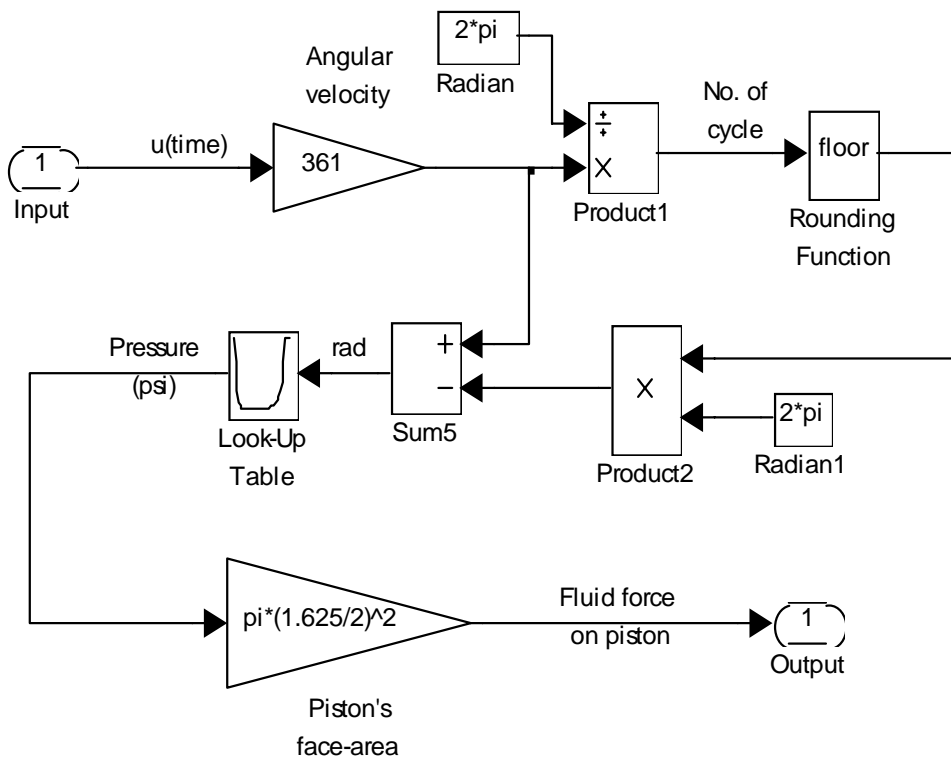 2*pi
Radian
Angular
velocity
No. of
cycle
1
Input
u(time)
361
÷
X
Product1
floor
Rounding
Function
Pressure
(psi)
Look-Up
Table
rad
+
−
Sum5
X
Product2
2*pi
Radian1
pi*(1.625/2)^2
Piston's
face-area
Fluid force
on piston
1
Output